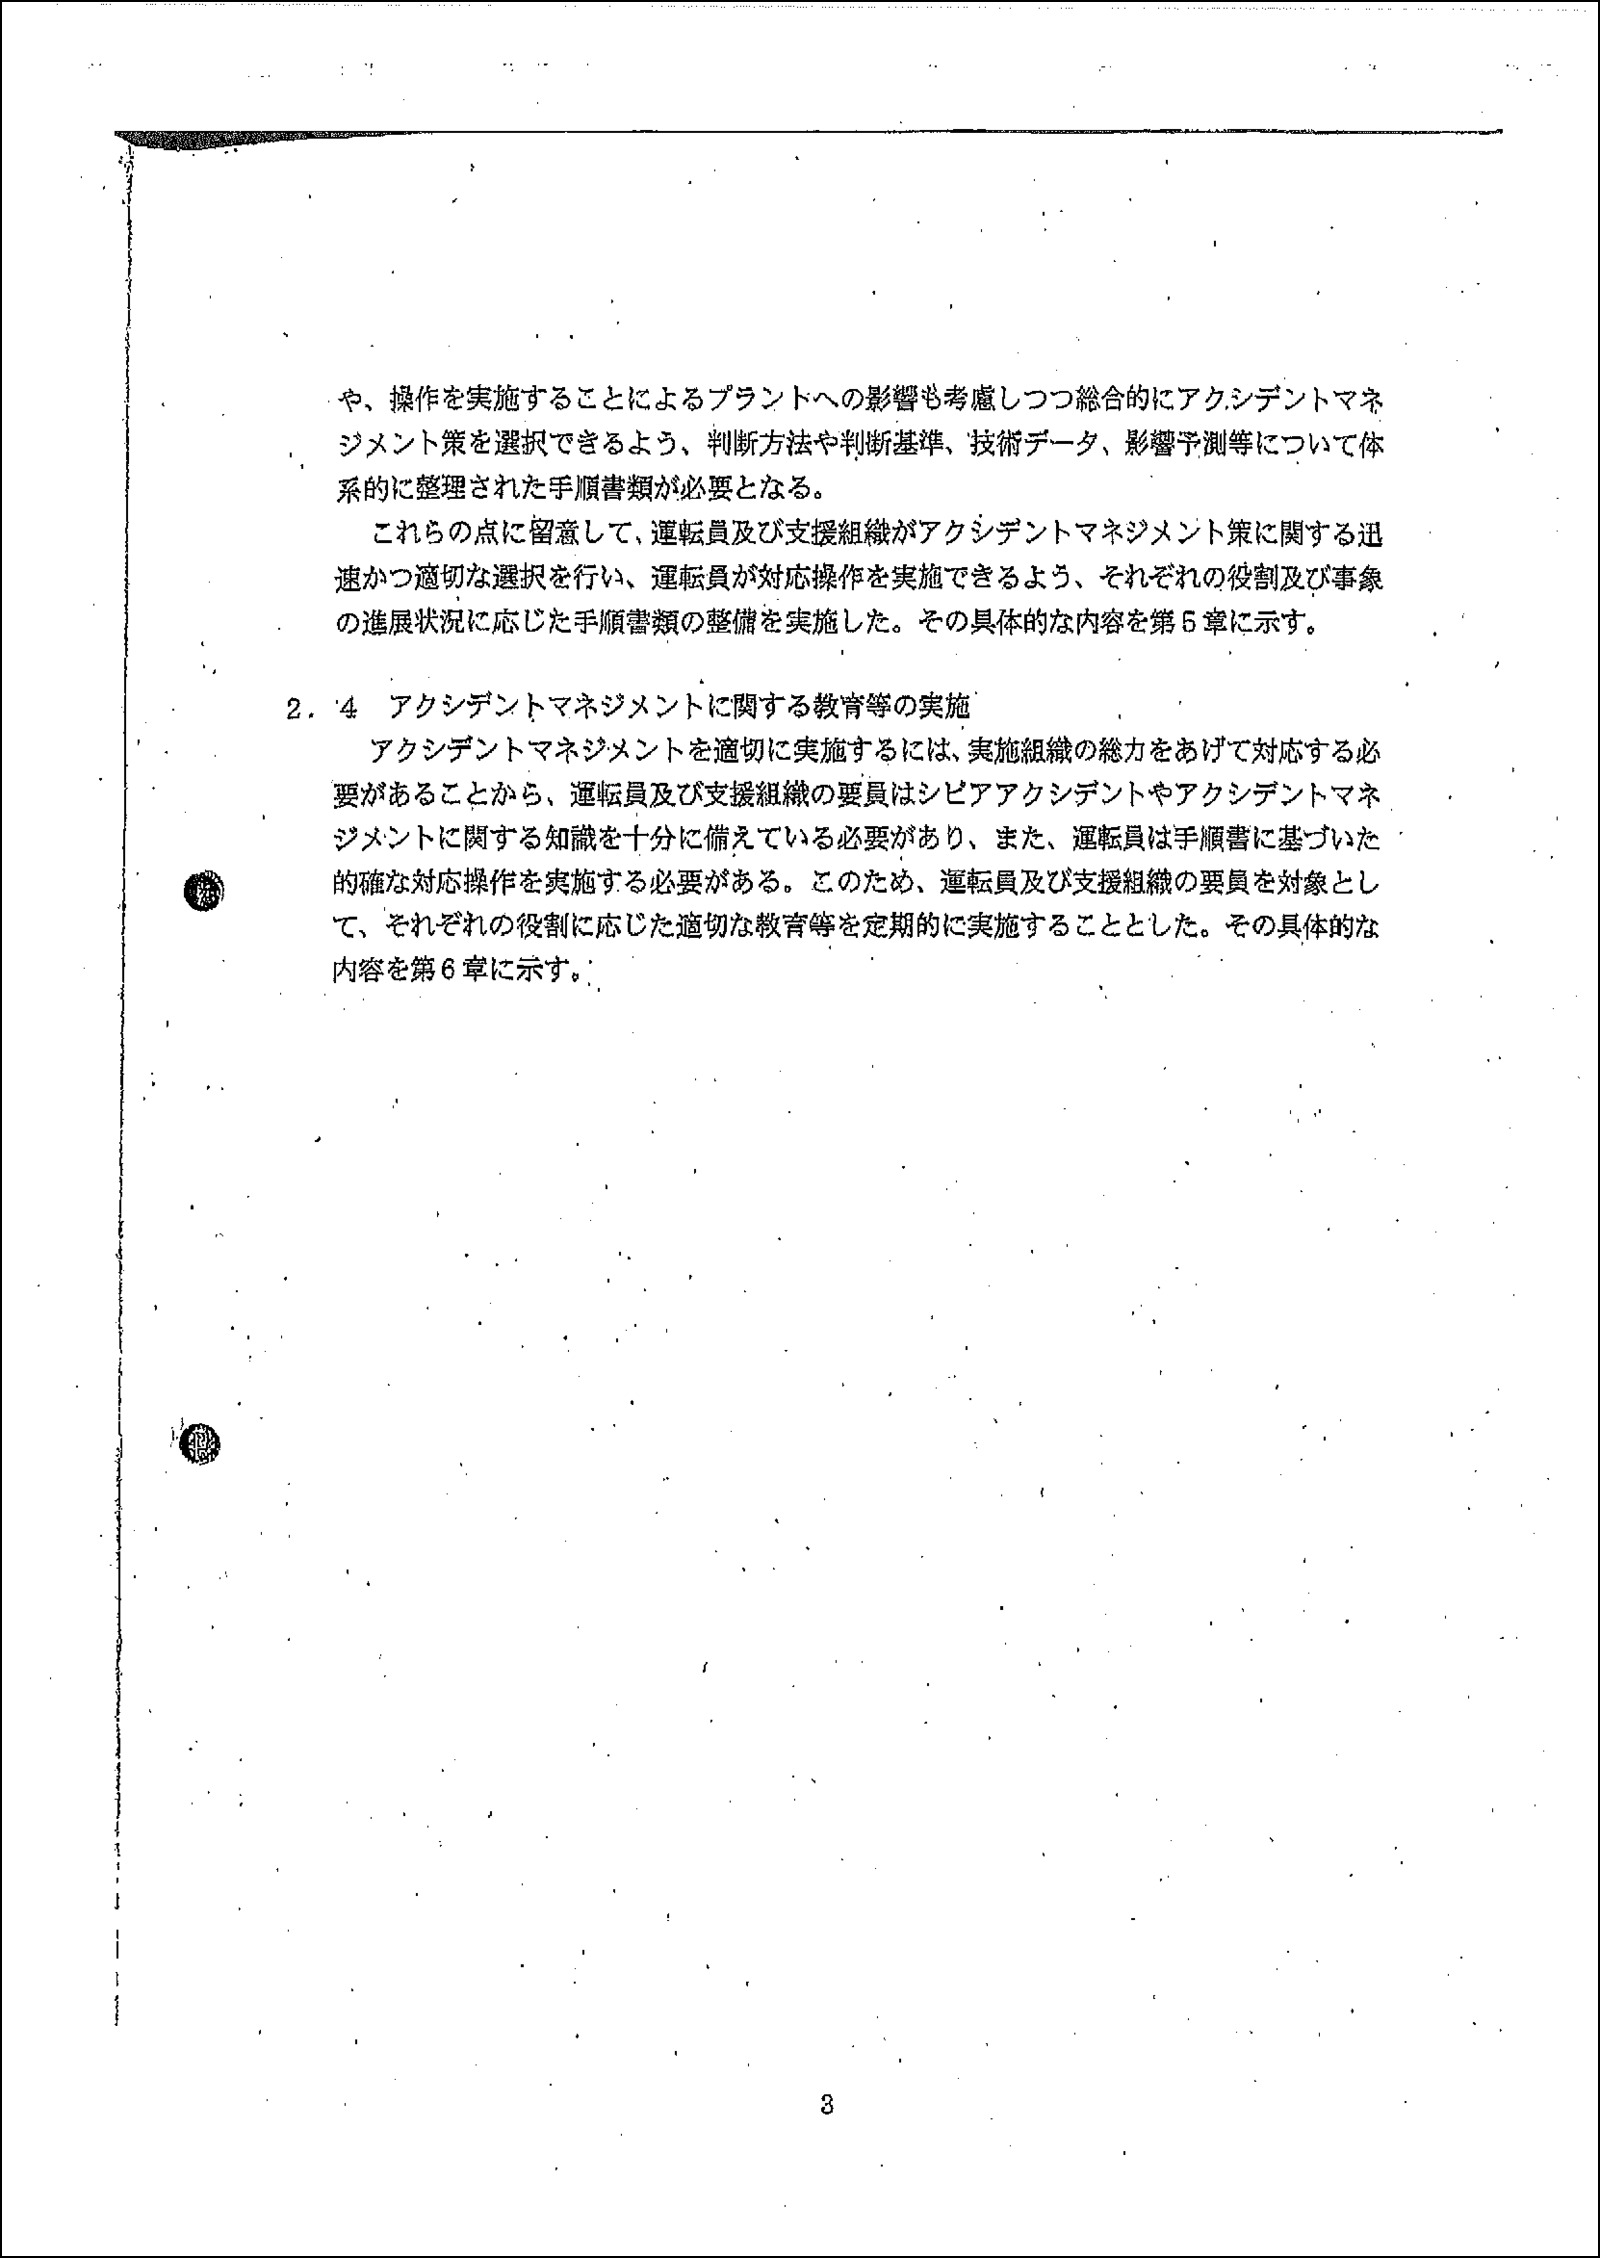 や、操作を実施することによるプラントへの影響も考慮しつつ総合的にアクシデントマネ
ジメント策を選択できるよう、判断方法や判断基準、技術データ、影響予測等について体
系的に整理された手順書類が必要となる。
これらの点に留意して、運転員及び支援組織がアクシデントマネジメント策に関する迅
速かつ適切な選択を行い、運転員が対応操作を実施できるよう、それぞれの役割及び事象
の進展状況に応じた手順書類の整備を実施した。その具体的な内容を第5章に示す。
2.4 アクシデントマネジメントに関する教育等の実施
アクシデントマネジメントを適切に実施するには、実施組織の総力をあげて対応する必
要があることから、運転員及び支援組織の要員はシビアアクシデントやアクシデントマネ
ジメントに関する知識を十分に備えている必要があり、また、運転員は手順書に基づいた
的確な対応操作を実施する必要がある。このため、運転員及び支援組織の要員を対象とし
て、それぞれの役割に応じた適切な教育等を定期的に実施することとした。その具体的な
内容を第6章に示す。
3